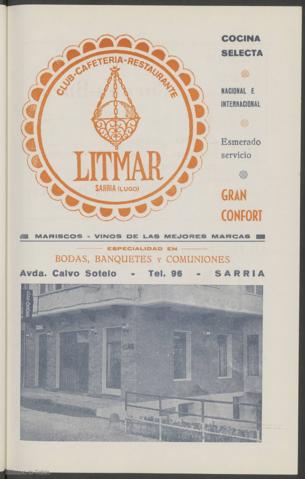 CLUB-CAFETERIA-RESTAURANTE
LITMAR
SARRIA (LUGO)
COCINA
SELECTA
NACIONAL E
INTERNACIONAL
Esmerado
servicio
GRAN
CONFORT
MARISCOS - VINOS DE LAS MEJORES MARCAS
ESPECIALIDAD EN
BODAS, BANQUETES Y COMUNIONES
Avda. Calvo Sotelo - Tel. 96 - SARRIA